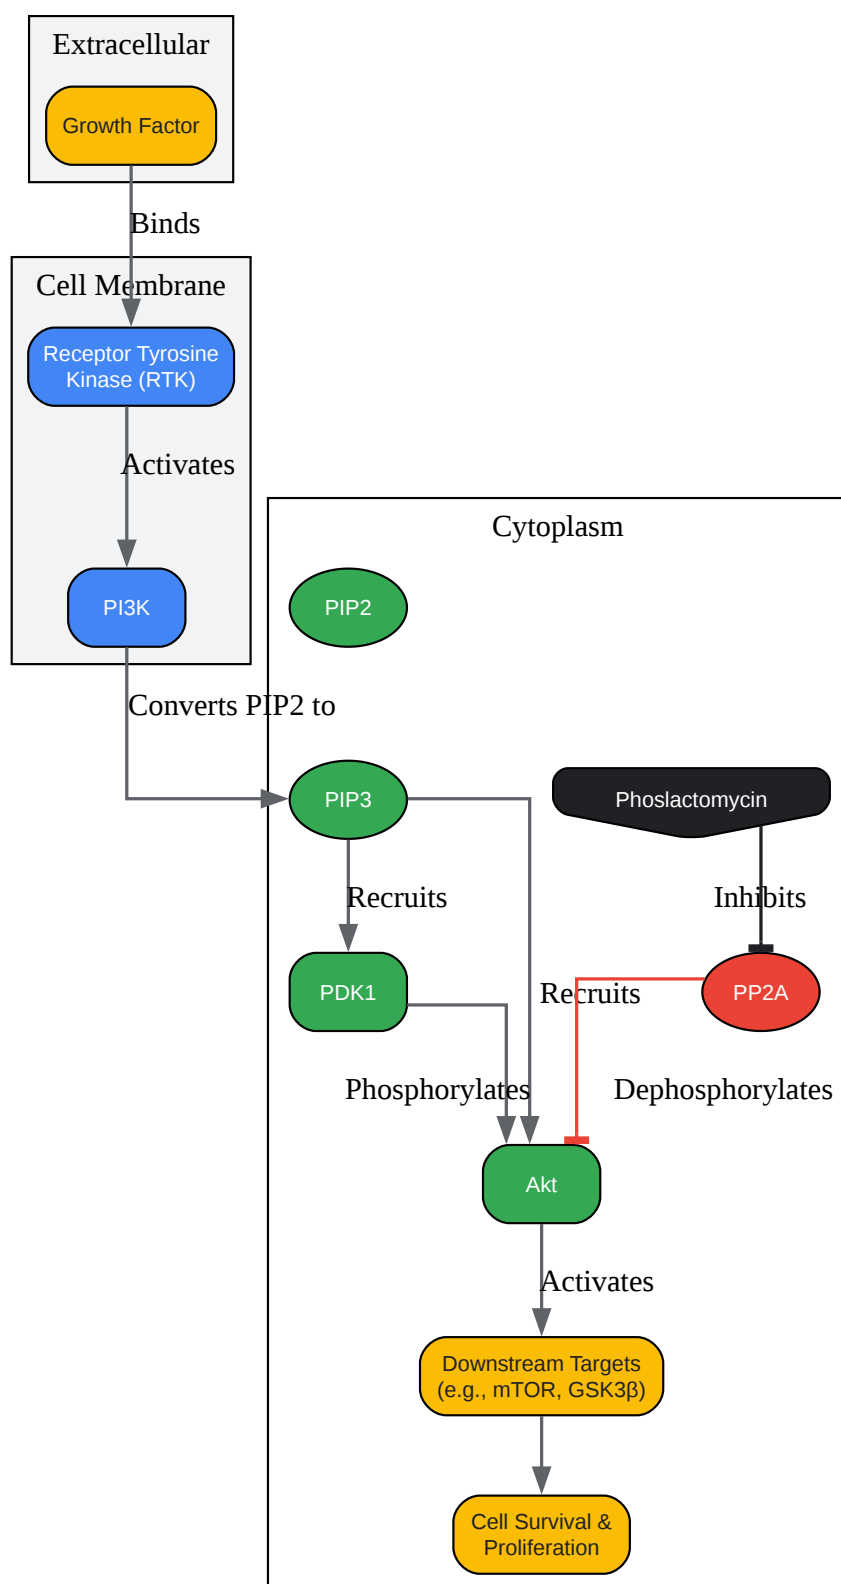 Extracellular
Growth Factor
Binds
Cell Membrane
Receptor Tyrosine
Kinase (RTK)
Activates
Cytoplasm
PI3K
PIP2
Converts PIP2 to
PIP3
Phoslactomycin
Recruits
Inhibits
PDK1
Recruits
PP2A
Phosphorylates
Dephosphorylates
Akt
Activates
Downstream Targets
(e.g., mTOR, GSK3β)
Cell Survival &
Proliferation